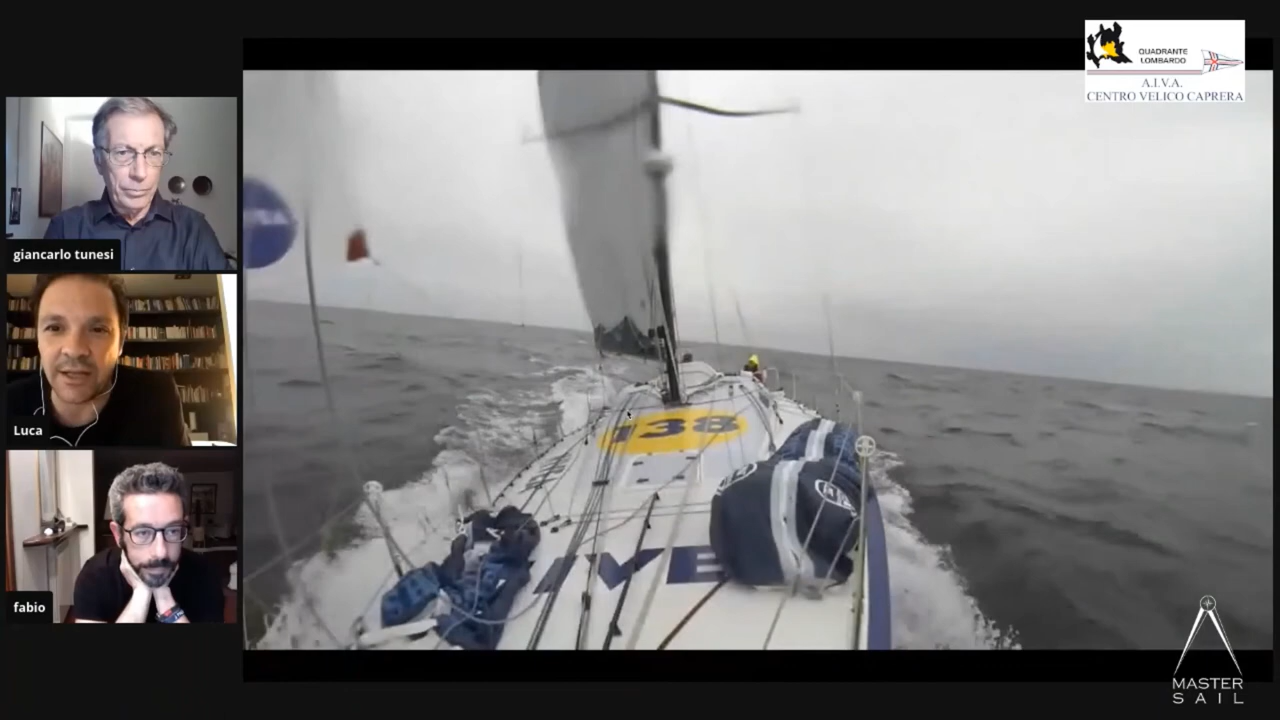 QUADRANTE
LOMBARDO
A.I.V.A.
CENTRO VELICO CAPRERA
giancarlo tunesi
Luca
fabio
138
MASTER
SAIL